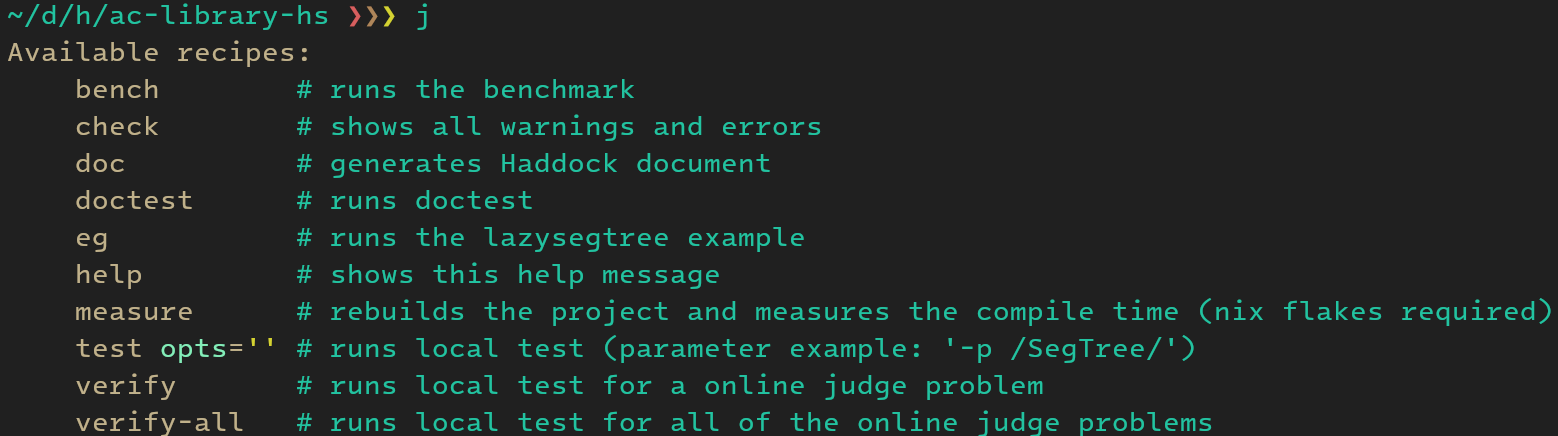 ~/d/h/ac-library-hs ❯❯❯ j
Available recipes:
    bench        # runs the benchmark
    check        # shows all warnings and errors
    doc          # generates Haddock document
    doctest      # runs doctest
    eg           # runs the lazysegtree example
    help         # shows this help message
    measure      # rebuilds the project and measures the compile time (nix flakes required)
    test opts='' # runs local test (parameter example: '-p /SegTree/')
    verify       # runs local test for a online judge problem
    verify-all   # runs local test for all of the online judge problems